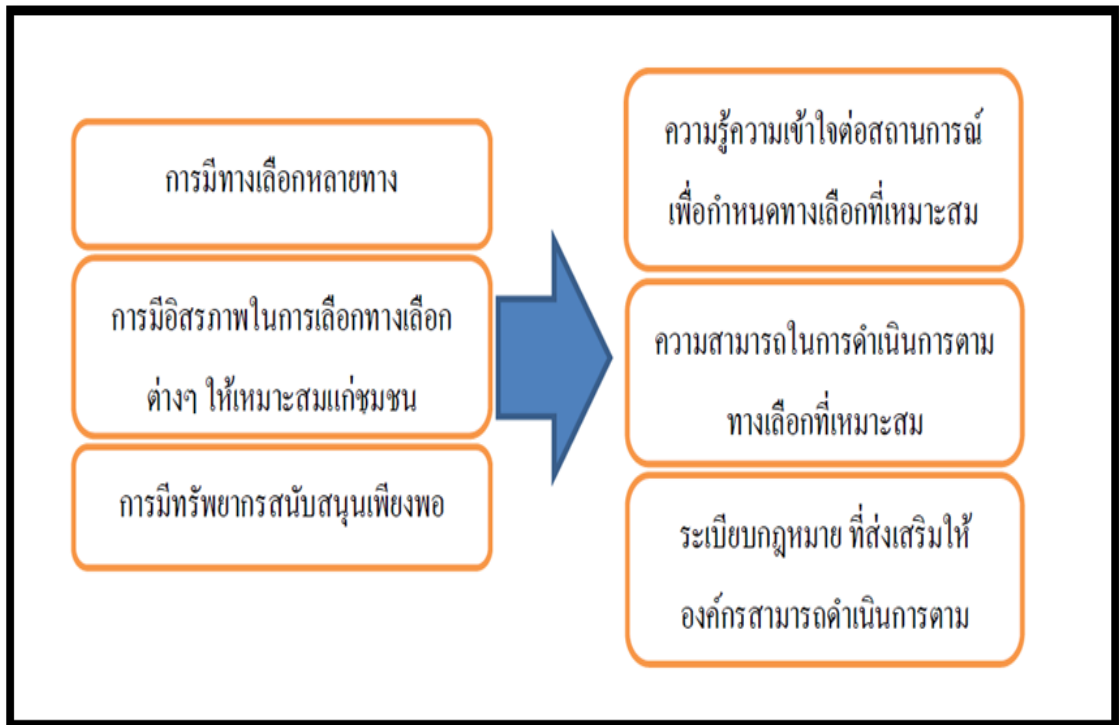 การมีทางเลือกหลายทาง
การมีอิสรภาพในการเลือกทางเลือก
ต่างๆ ให้เหมาะสมแก่ชุมชน
การมีทรัพยากรสนับสนุนเพียงพอ
ความรู้ความเข้าใจต่อสถานการณ์
เพื่อกำหนดทางเลือกที่เหมาะสม
ความสามารถในการดำเนินการตาม
ทางเลือกที่เหมาะสม
ระเบียบกฎหมาย ที่ส่งเสริมให้
องค์กรสามารถดำเนินการตาม